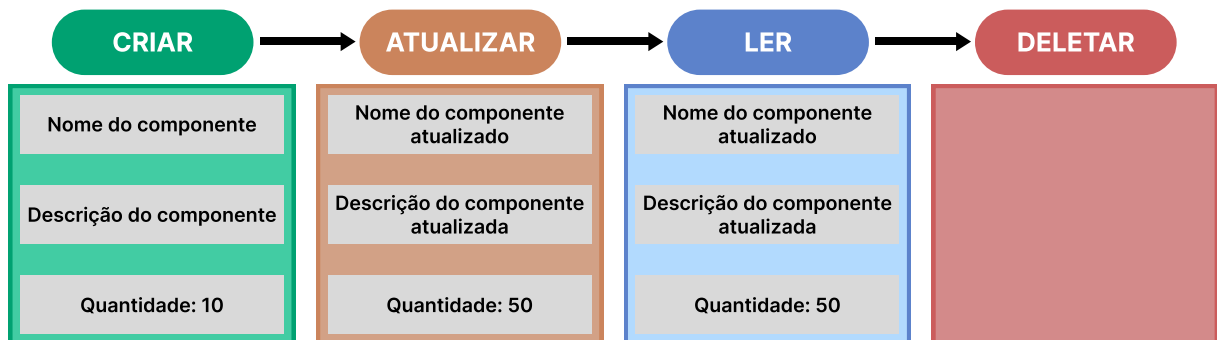 CRIAR
ATUALIZAR
LER
DELETAR
Nome do componente
Descrição do componente
Quantidade: 10
Nome do componente
atualizado
Descrição do componente
atualizada
Quantidade: 50
Nome do componente
atualizado
Descrição do componente
atualizada
Quantidade: 50